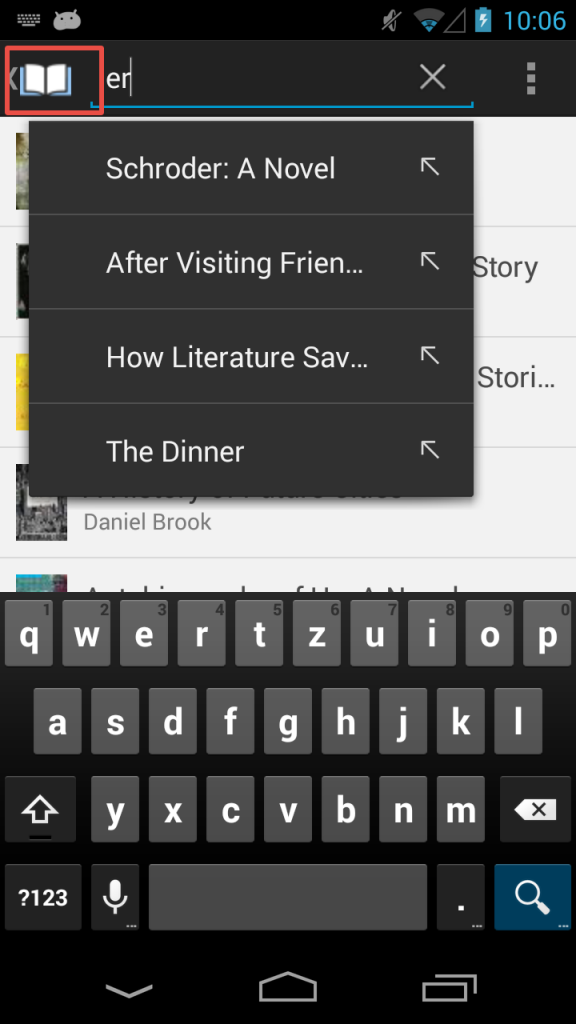 10:06
er
Schroder: A Novel
After Visiting Frien...
Story
How Literature Sav...
Stori...
The Dinner
Daniel Brook
1 2 3 4 5 6 7 8 9 0
q w e r t z u i o p
a s d f g h j k l
y x c v b n m
?123 .